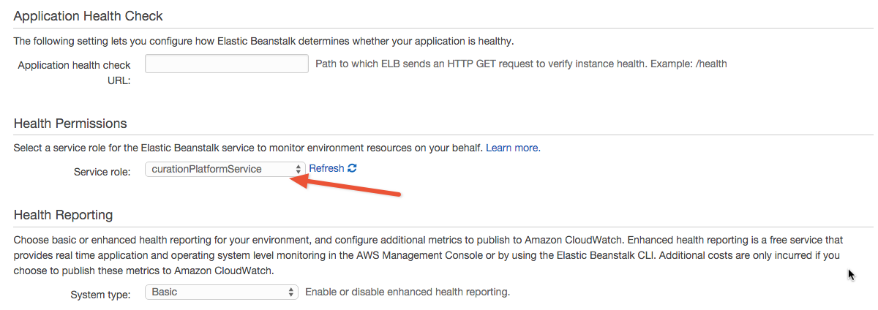 Application Health Check
The following setting lets you configure how Elastic Beanstalk determines whether your application is healthy.
Application health check URL:
Path to which ELB sends an HTTP GET request to verify instance health. Example: /health
Health Permissions
Select a service role for the Elastic Beanstalk service to monitor environment resources on your behalf. Learn more.
Service role: curationPlatformService Refresh
Health Reporting
Choose basic or enhanced health reporting for your environment, and configure additional metrics to publish to Amazon CloudWatch. Enhanced health reporting is a free service that
provides real time application and operating system level monitoring in the AWS Management Console or by using the Elastic Beanstalk CLI. Additional costs are only incurred if you
choose to publish these metrics to Amazon CloudWatch.
System type: Basic Enable or disable enhanced health reporting.